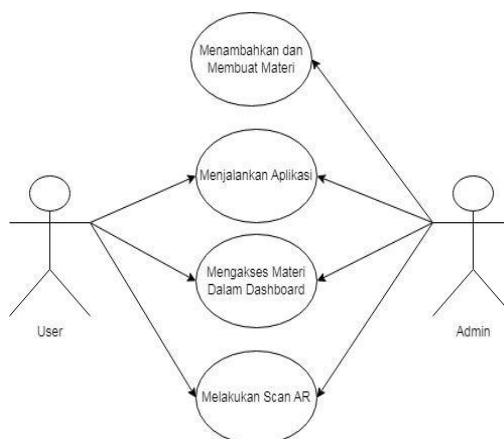 Menambahkan dan
Membuat Materi
Menjalankan Aplikasi
Mengakses Materi
Dalam Dashboard
User
Admin
Melakukan Scan AR